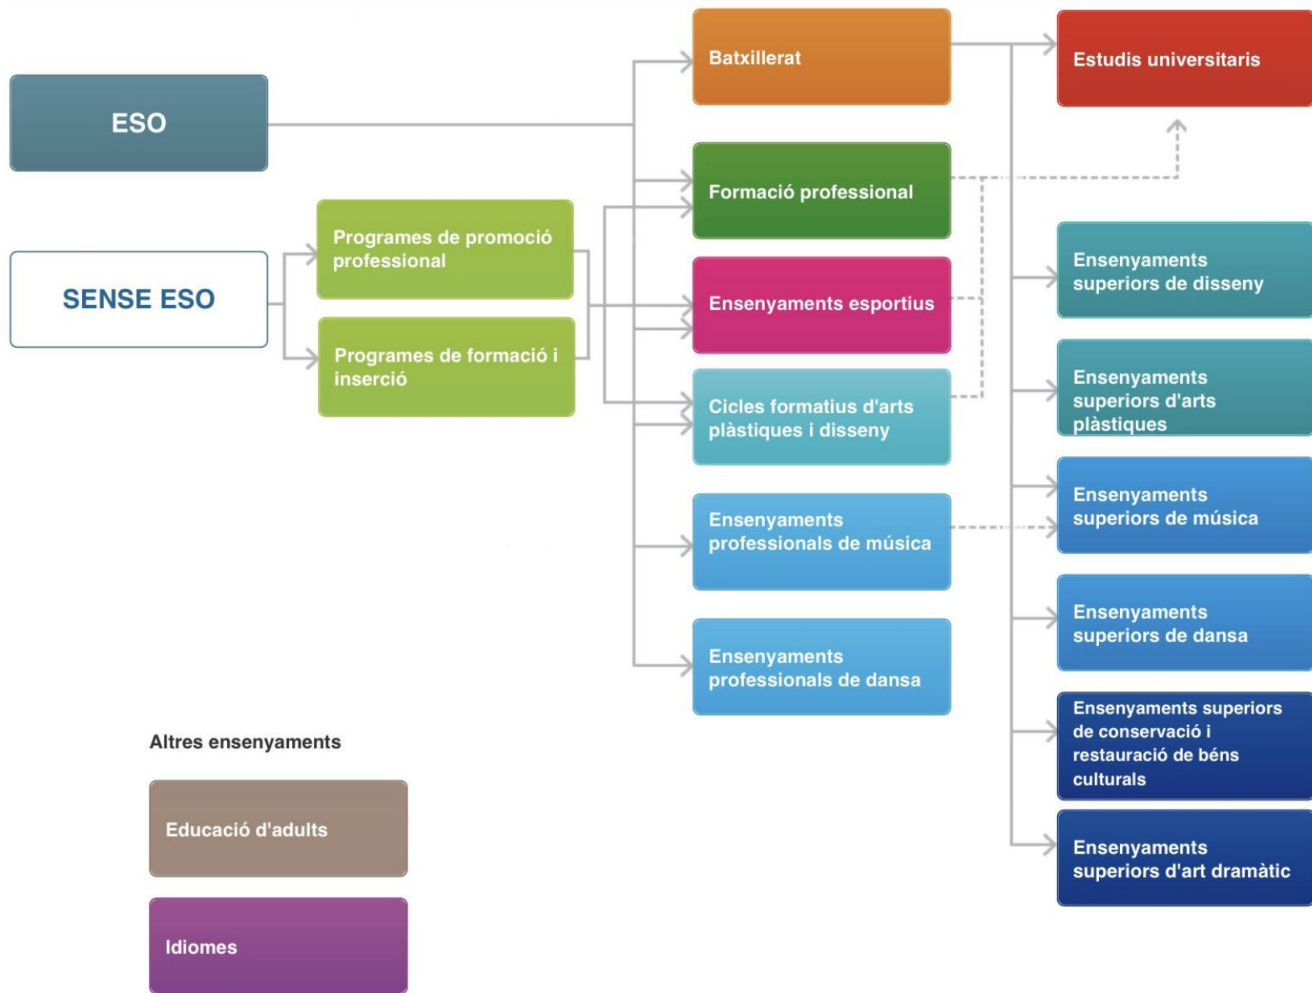 ESO
SENSE ESO
Programes de promoció
professional
Programes de formació i
inserció
Batxillerat
Formació professional
Ensenyaments esportius
Cicles formatius d'arts
plàstiques i disseny
Ensenyaments
professionals de música
Ensenyaments
professionals de dansa
Estudis universitaris
Ensenyaments
superiors de disseny
Ensenyaments
superiors d'arts
plàstiques
Ensenyaments
superiors de música
Ensenyaments
superiors de dansa
Ensenyaments superiors
de conservació i
restauració de béns
culturals
Ensenyaments
superiors d'art dramàtic
Altres ensenyaments
Educació d'adults
Idiomes